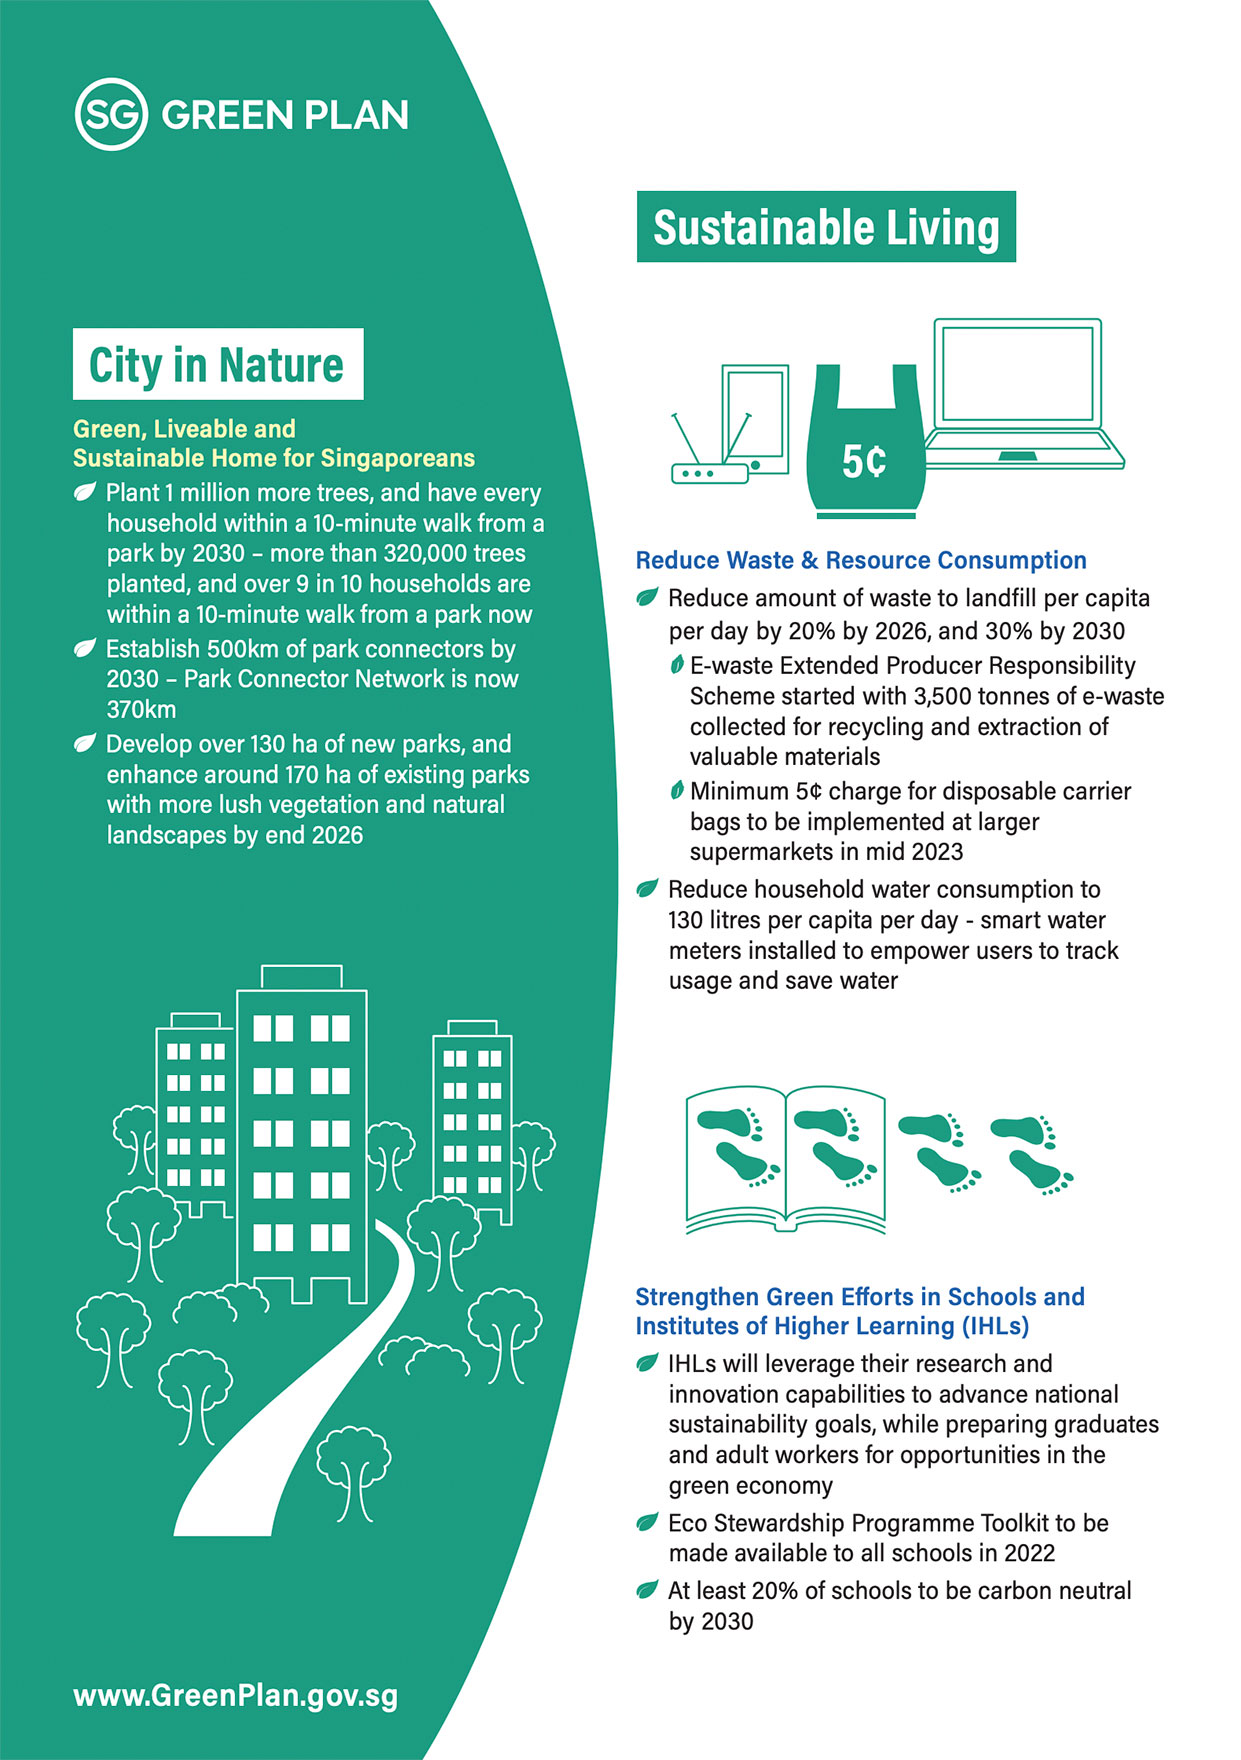 SG GREEN PLAN
City in Nature
Green, Liveable and
Sustainable Home for Singaporeans
Plant 1 million more trees, and have every
household within a 10-minute walk from a
park by 2030 – more than 320,000 trees
planted, and over 9 in 10 households are
within a 10-minute walk from a park now
Establish 500km of park connectors by
2030 – Park Connector Network is now
370km
Develop over 130 ha of new parks, and
enhance around 170 ha of existing parks
with more lush vegetation and natural
landscapes by end 2026
www.GreenPlan.gov.sg
Sustainable Living
5¢
Reduce Waste & Resource Consumption
Reduce amount of waste to landfill per capita
per day by 20% by 2026, and 30% by 2030
E-waste Extended Producer Responsibility
Scheme started with 3,500 tonnes of e-waste
collected for recycling and extraction of
valuable materials
Minimum 5¢ charge for disposable carrier
bags to be implemented at larger
supermarkets in mid 2023
Reduce household water consumption to
130 litres per capita per day - smart water
meters installed to empower users to track
usage and save water
Strengthen Green Efforts in Schools and
Institutes of Higher Learning (IHLs)
IHLs will leverage their research and
innovation capabilities to advance national
sustainability goals, while preparing graduates
and adult workers for opportunities in the
green economy
Eco Stewardship Programme Toolkit to be
made available to all schools in 2022
At least 20% of schools to be carbon neutral
by 2030